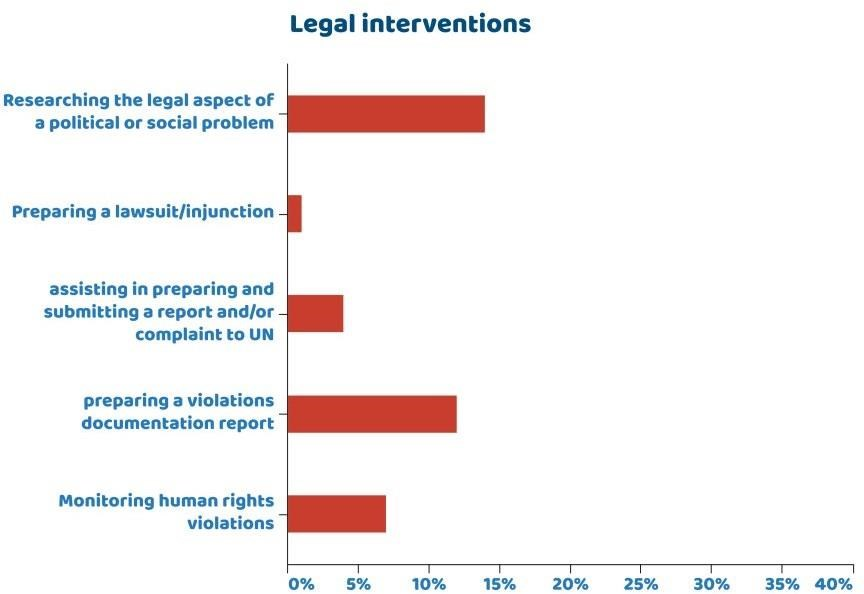 Legal interventions
Researching the legal aspect of
a political or social problem
Preparing a lawsuit/injunction
assisting in preparing and
submitting a report and/or
complaint to UN
preparing a violations
documentation report
Monitoring human rights
violations
0% 5% 10% 15% 20% 25% 30% 35% 40%